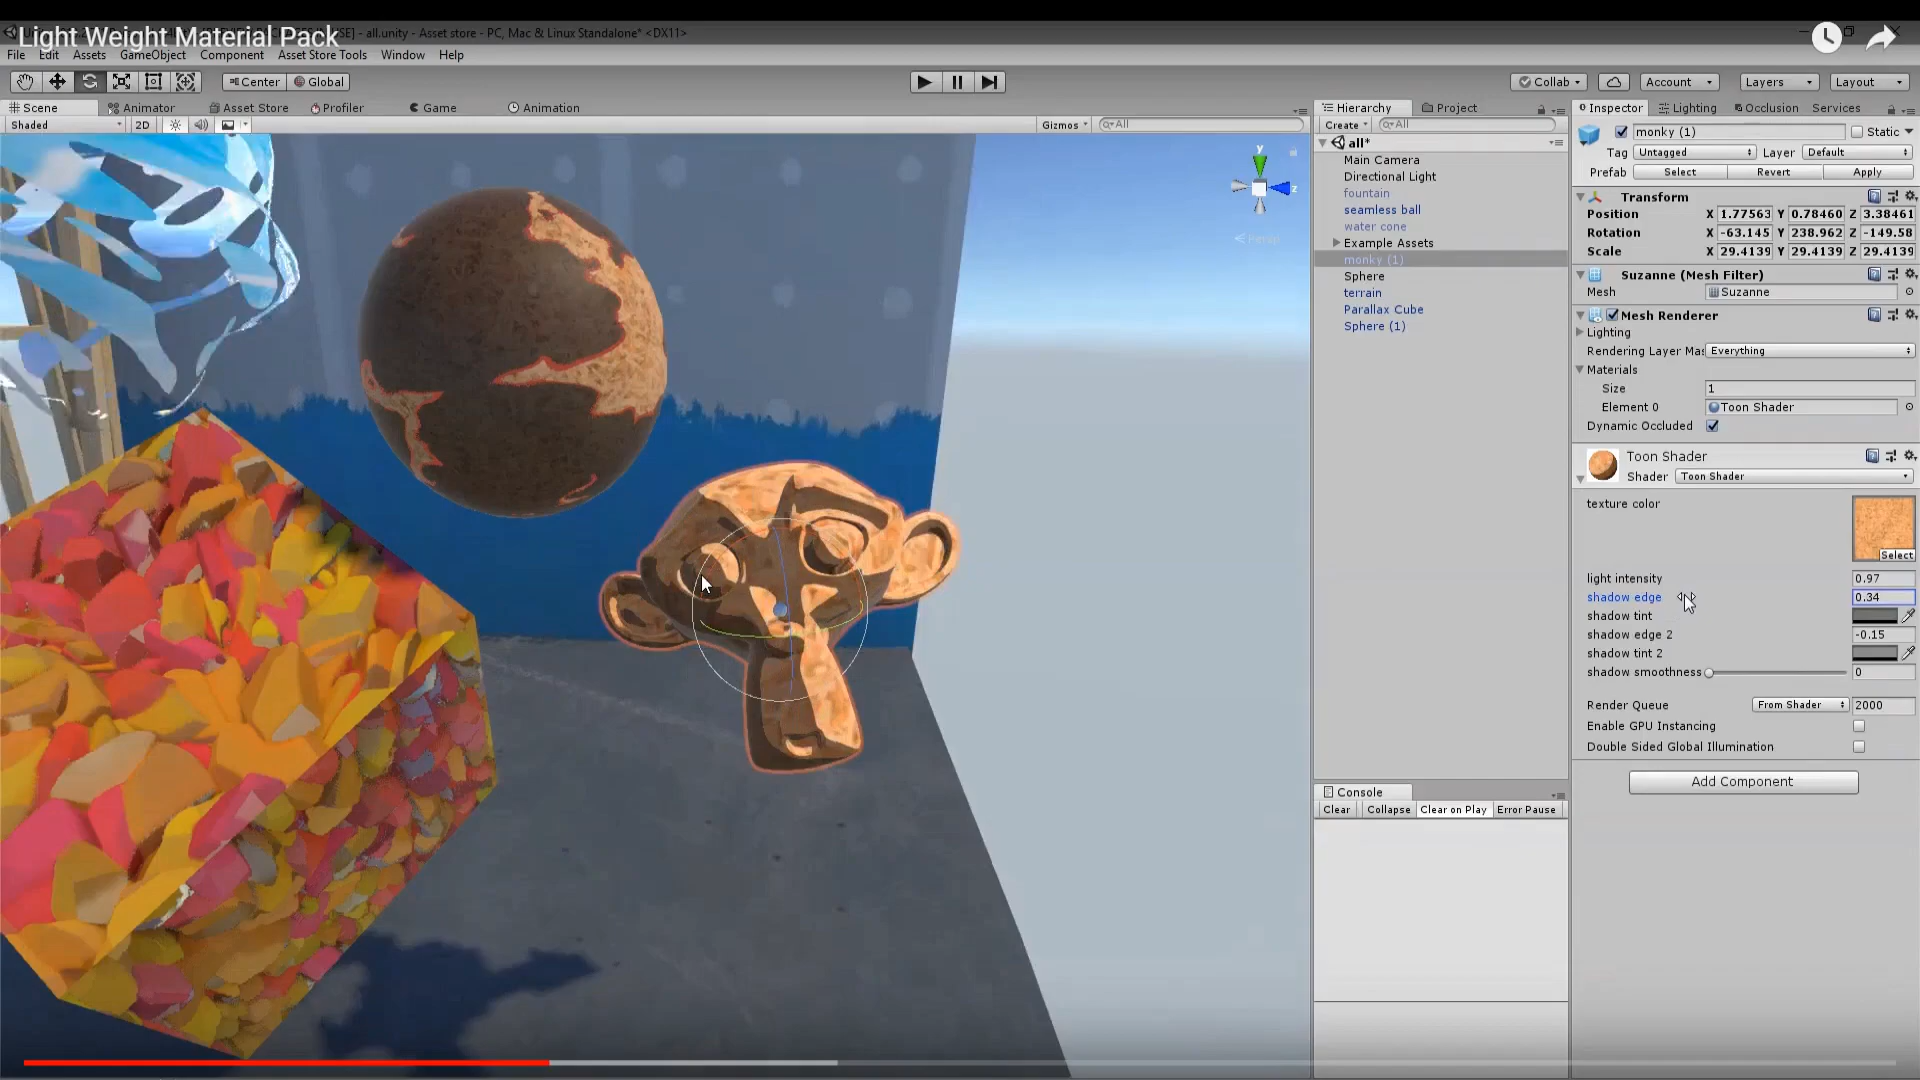 Light Weight Material Pack
SE] - all.unity - Asset store - PC, Mac & Linux Standalone* <DX11>
File Edit Assets GameObject Component Asset Store Tools Window Help
Center Global
Collab Account Layers Layout
Scene Animator Asset Store Profiler Game Animation
Shaded 2D Gizmos All
y
z
Persp
Hierarchy Project
Create All
all*
Main Camera
Directional Light
fountain
seamless ball
water cone
Example Assets
monky (1)
Sphere
terrain
Parallax Cube
Sphere (1)
Console
Clear Collapse Clear on Play Error Pause
Inspector Lighting Occlusion Services
monky (1) Static
Tag Untagged Layer Default
Prefab Select Revert Apply
Transform
Position X 1.77563 Y 0.78460 Z 3.38461
Rotation X -63.145 Y 238.962 Z -149.58
Scale X 29.4139 Y 29.4139 Z 29.4139
Suzanne (Mesh Filter)
Mesh Suzanne
Mesh Renderer
Lighting
Rendering Layer Mas Everything
Materials
Size 1
Element 0 Toon Shader
Dynamic Occluded
Toon Shader
Shader Toon Shader
texture color
Select
light intensity 0.97
shadow edge 0.34
shadow tint
shadow edge 2 -0.15
shadow tint 2
shadow smoothness 0
Render Queue From Shader 2000
Enable GPU Instancing
Double Sided Global Illumination
Add Component